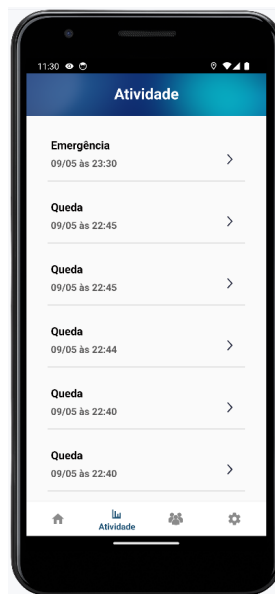 11:30
Atividade
Emergência
09/05 às 23:30
Queda
09/05 às 22:45
Queda
09/05 às 22:45
Queda
09/05 às 22:44
Queda
09/05 às 22:40
Queda
09/05 às 22:40
Atividade